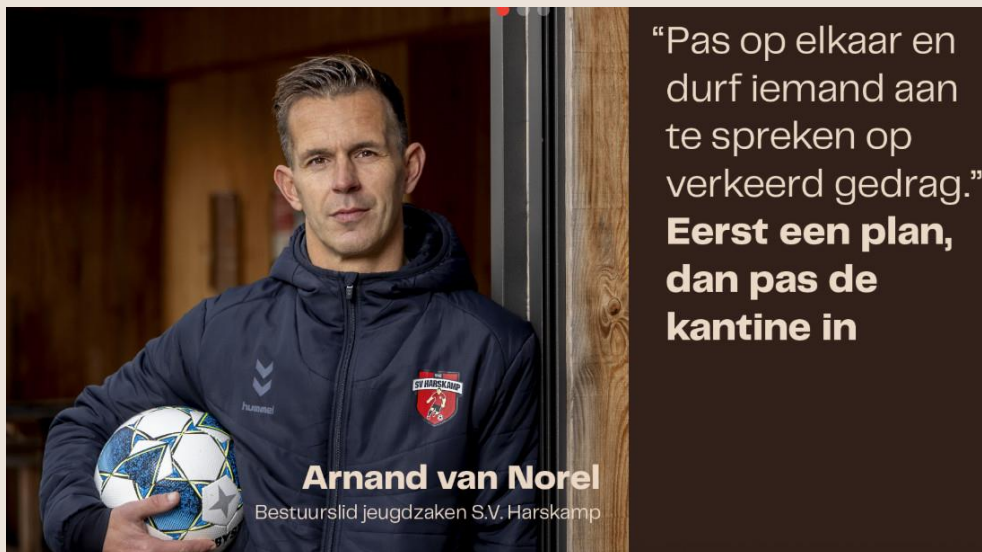 “Pas op elkaar en
durf iemand aan
te spreken op
verkeerd gedrag.”
Eerst een plan,
dan pas de
kantine in
hummel
SV HARSKAMP
Arnand van Norel
Bestuurslid jeugdzaken S.V. Harskamp